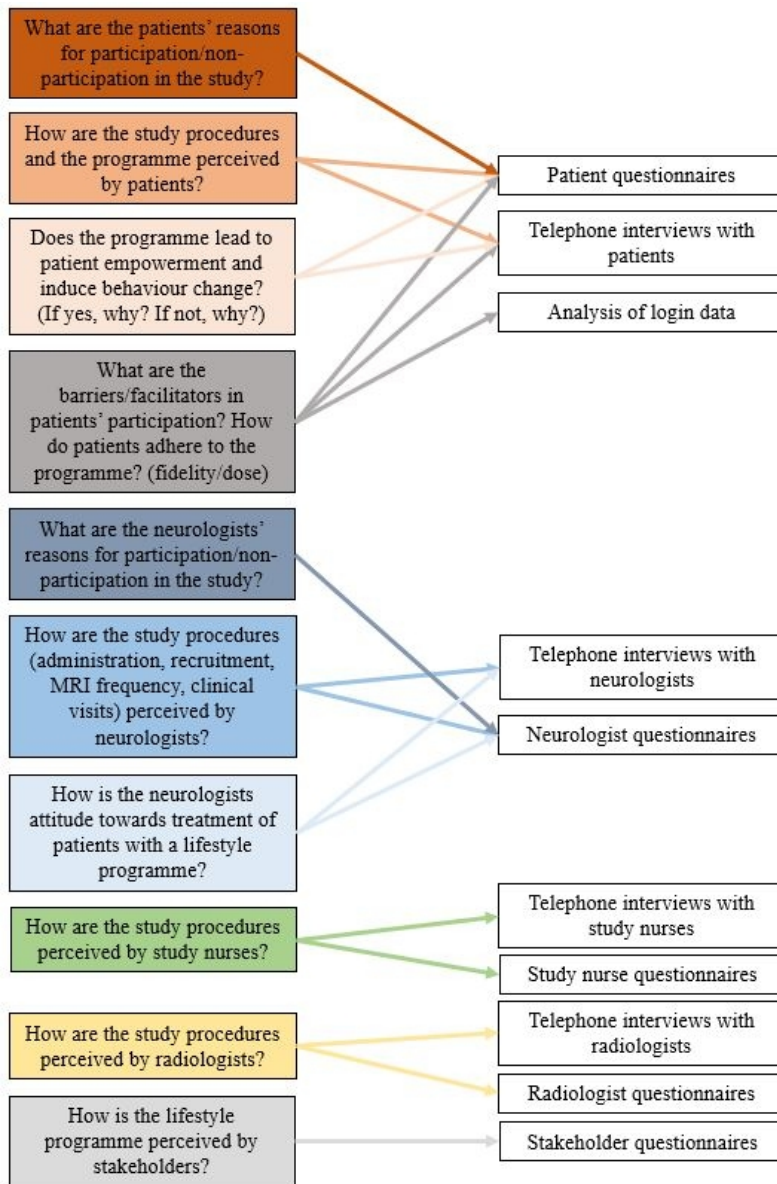 What are the patients’ reasons
for participation/non-
participation in the study?
How are the study procedures
and the programme perceived
by patients?
Does the programme lead to
patient empowerment and
induce behaviour change?
(If yes, why? If not, why?)
What are the
barriers/facilitators in
patients’ participation? How
do patients adhere to the
programme? (fidelity/dose)
What are the neurologists’
reasons for participation/non-
participation in the study?
How are the study procedures
(administration, recruitment,
MRI frequency, clinical
visits) perceived by
neurologists?
How is the neurologists
attitude towards treatment of
patients with a lifestyle
programme?
How are the study procedures
perceived by study nurses?
How are the study procedures
perceived by radiologists?
How is the lifestyle
programme perceived by
stakeholders?
Patient questionnaires
Telephone interviews with
patients
Analysis of login data
Telephone interviews with
neurologists
Neurologist questionnaires
Telephone interviews with
study nurses
Study nurse questionnaires
Telephone interviews with
radiologists
Radiologist questionnaires
Stakeholder questionnaires